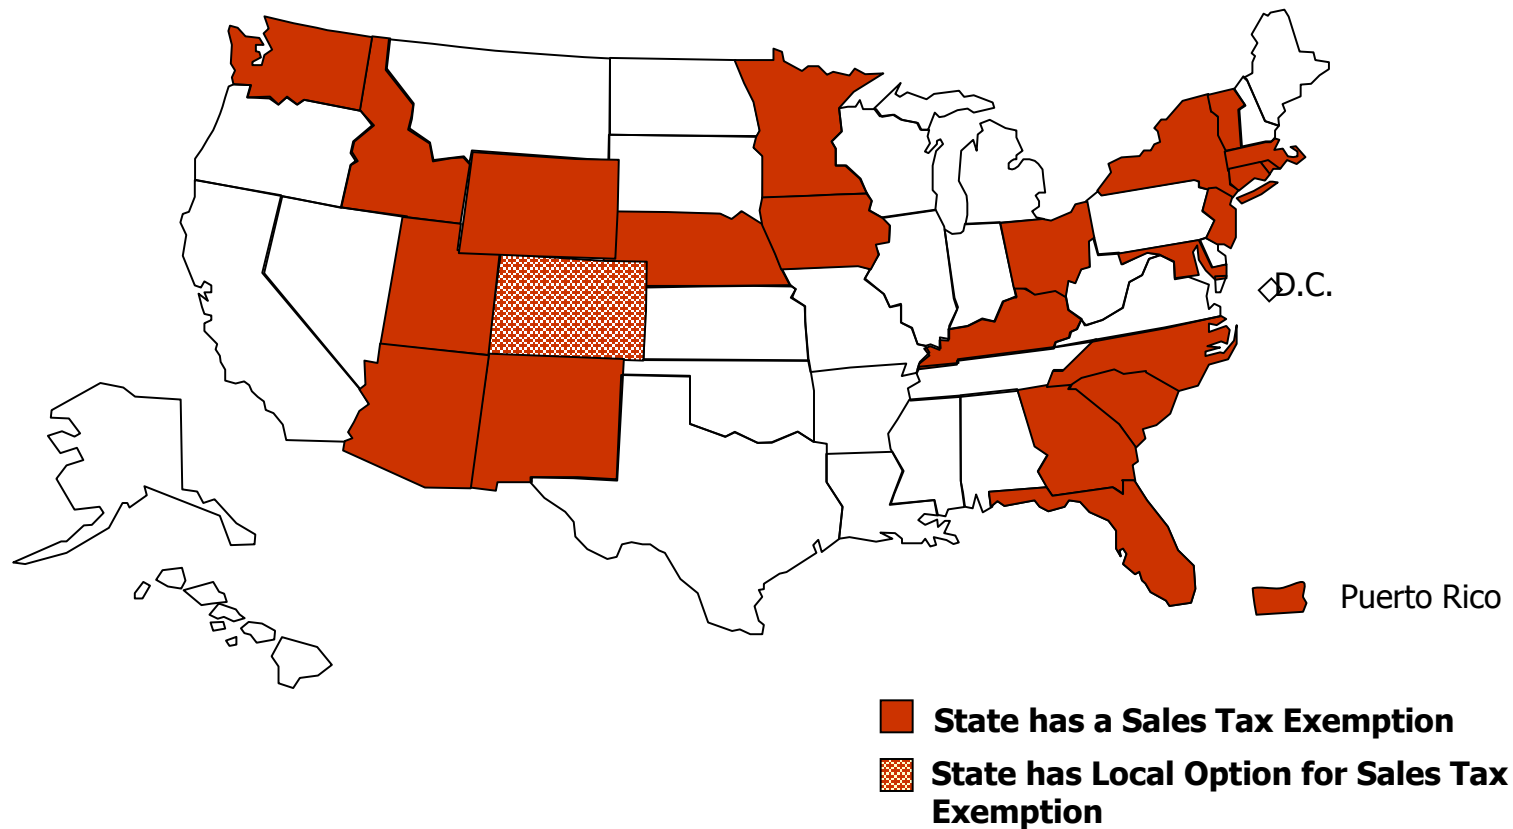 D.C.
Puerto Rico
State has a Sales Tax Exemption
State has Local Option for Sales Tax
Exemption